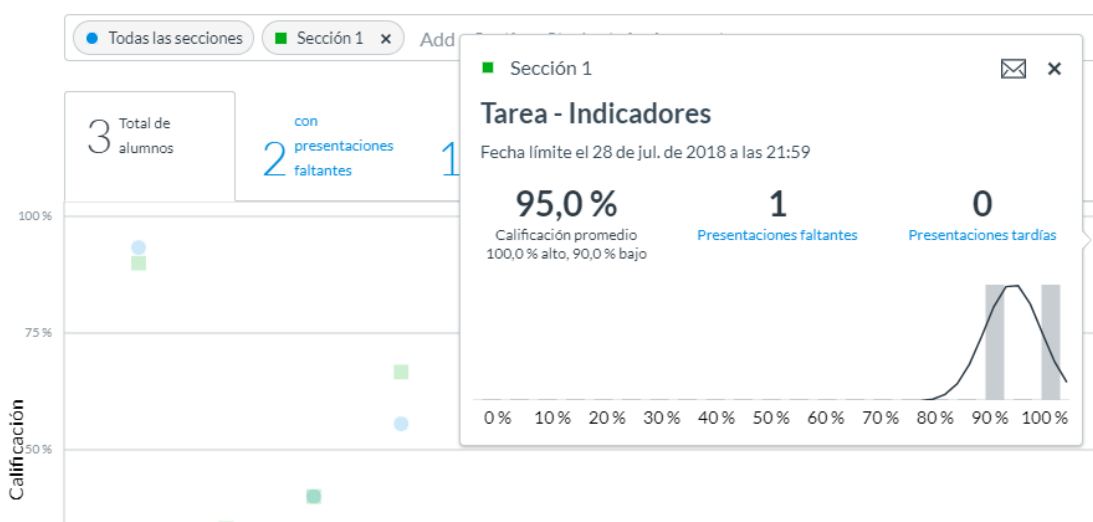 Todas las secciones
Sección 1 ×
Add
Sección 1 ×
Tarea - Indicadores
Fecha límite el 28 de jul. de 2018 a las 21:59
95,0 %
Calificación promedio
100,0 % alto, 90,0 % bajo
1
Presentaciones faltantes
0
Presentaciones tardías
0 % 10 % 20 % 30 % 40 % 50 % 60 % 70 % 80 % 90 % 100 %
3 Total de
alumnos
con
2 presentaciones
faltantes
1
100 %
75 %
50 %
Calificación